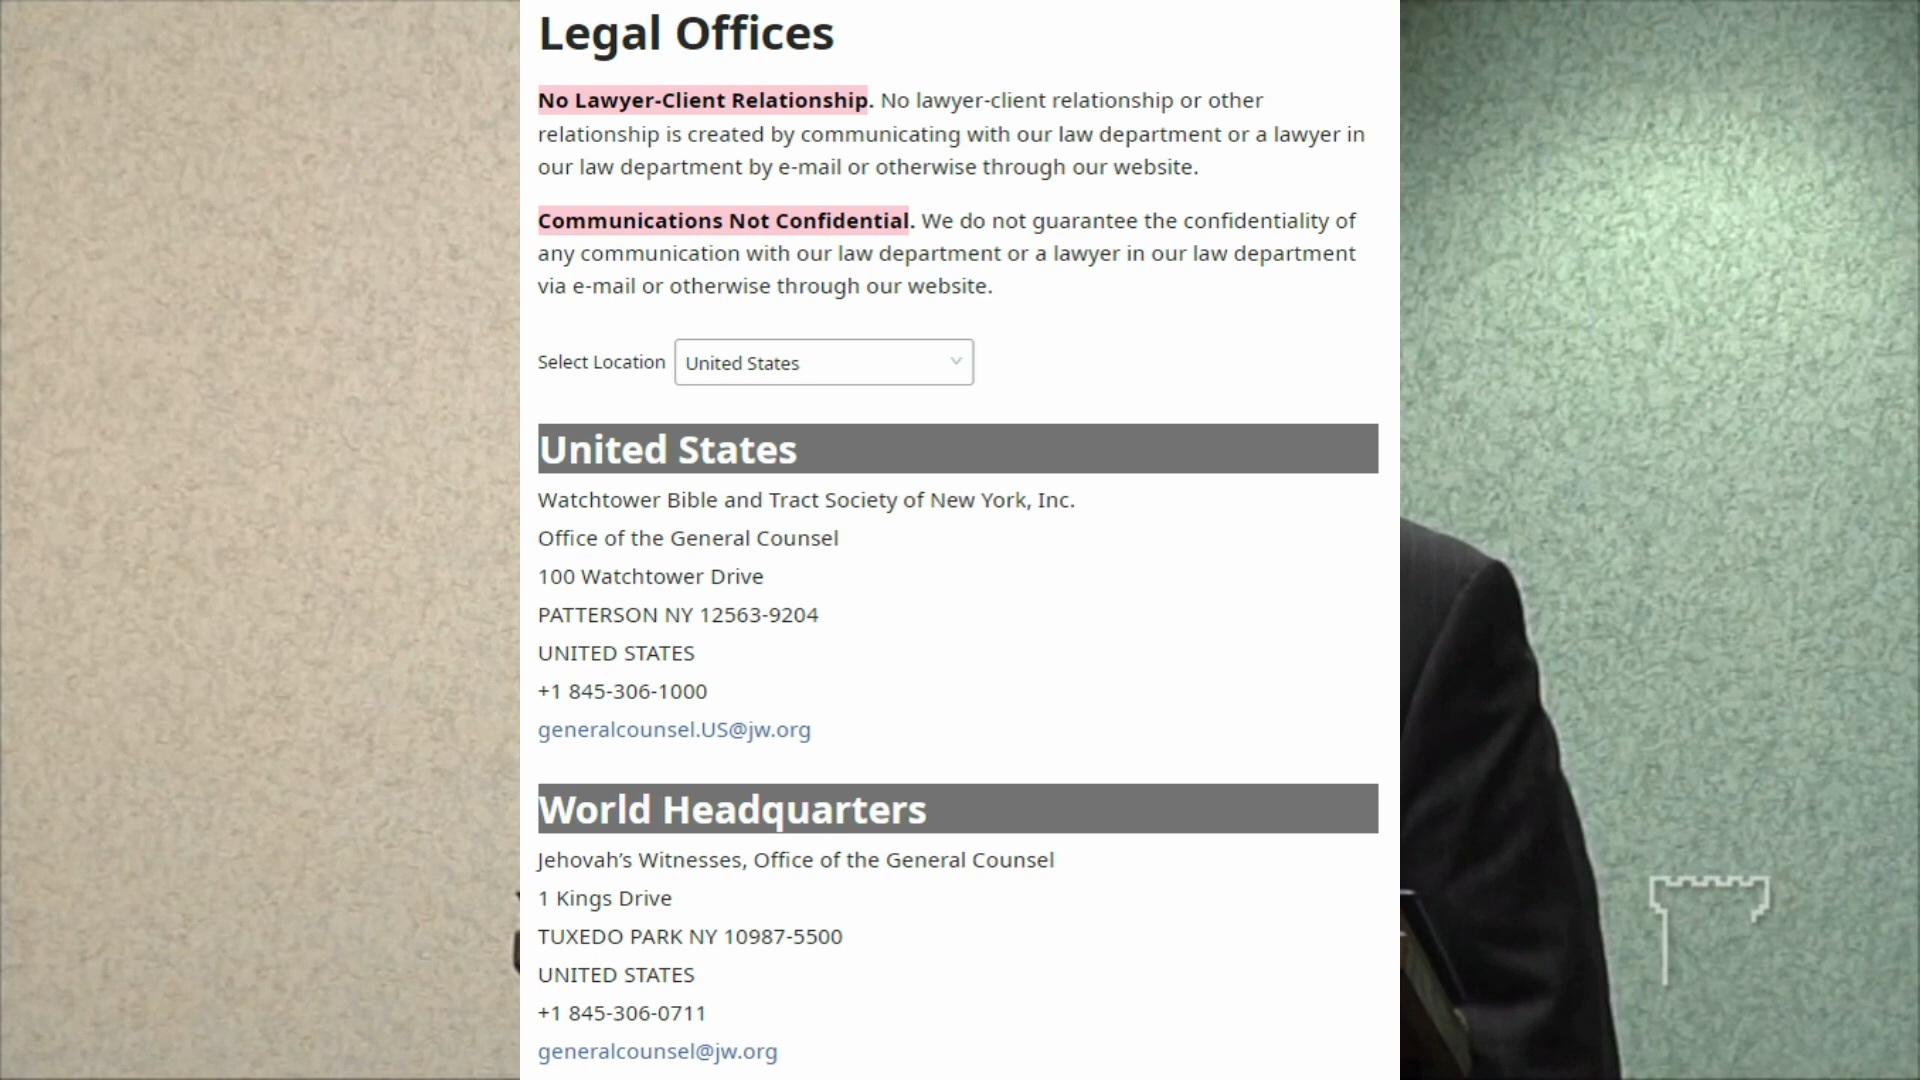 Legal Offices
No Lawyer-Client Relationship. No lawyer-client relationship or other
relationship is created by communicating with our law department or a lawyer in
our law department by e-mail or otherwise through our website.
Communications Not Confidential. We do not guarantee the confidentiality of
any communication with our law department or a lawyer in our law department
via e-mail or otherwise through our website.
Select Location United States
United States
Watchtower Bible and Tract Society of New York, Inc.
Office of the General Counsel
100 Watchtower Drive
PATTERSON NY 12563-9204
UNITED STATES
+1 845-306-1000
generalcounsel.US@jw.org
World Headquarters
Jehovah’s Witnesses, Office of the General Counsel
1 Kings Drive
TUXEDO PARK NY 10987-5500
UNITED STATES
+1 845-306-0711
generalcounsel@jw.org